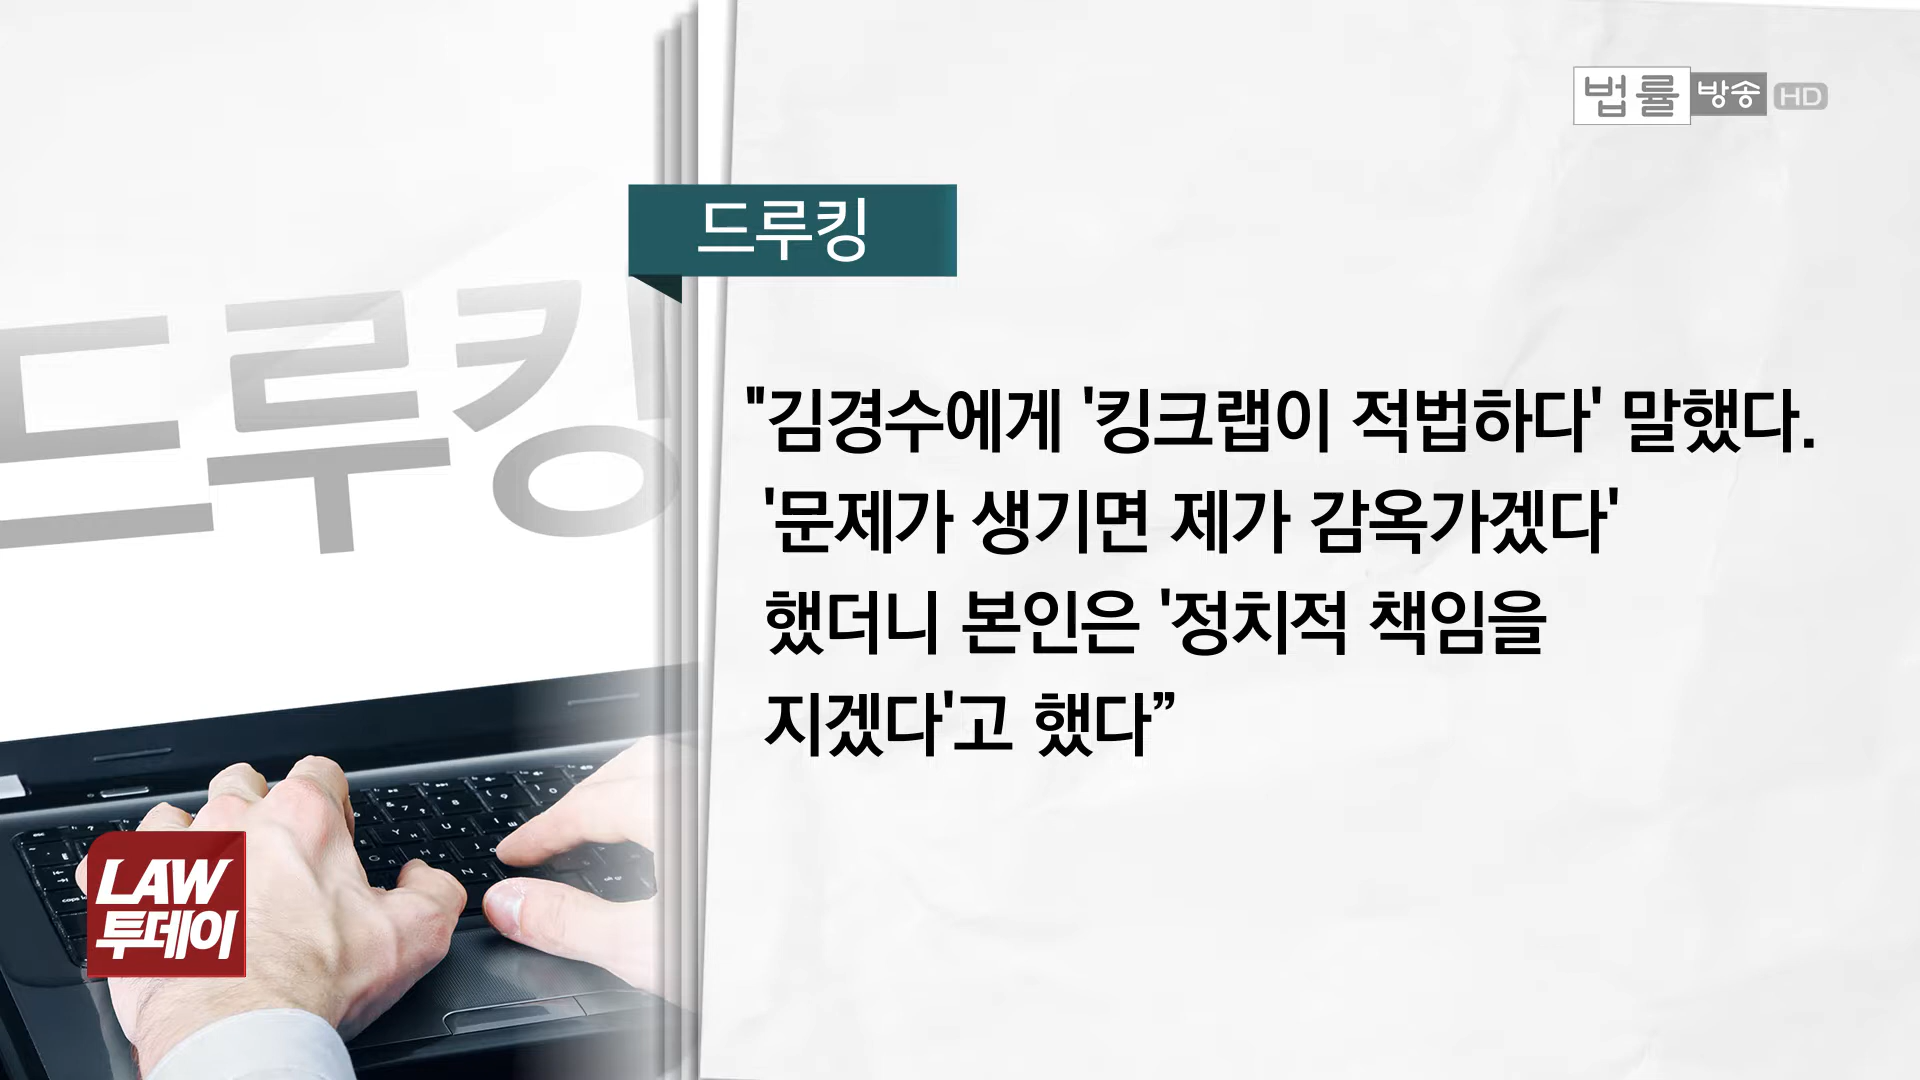 법률방송 HD
드루킹
드루킹
"김경수에게 '킹크랩이 적법하다' 말했다.
'문제가 생기면 제가 감옥가겠다'
했더니 본인은 '정치적 책임을
지겠다'고 했다”
LAW
투데이